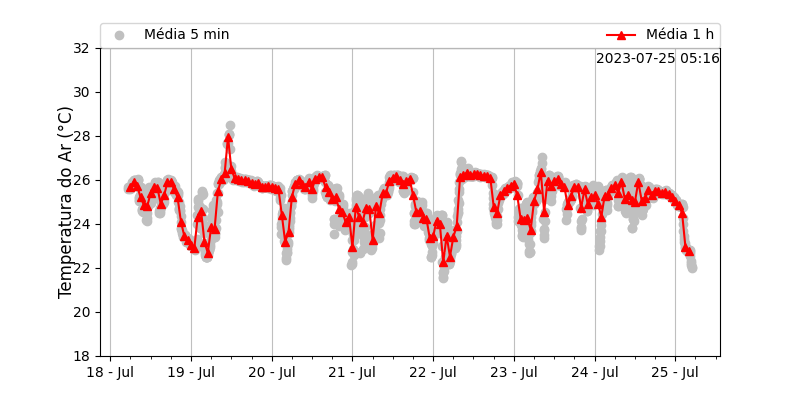 Média 5 min
Média 1 h
2023-07-25 05:16
Temperatura do Ar (°C)
32
30
28
26
24
22
20
18
18 - Jul
19 - Jul
20 - Jul
21 - Jul
22 - Jul
23 - Jul
24 - Jul
25 - Jul